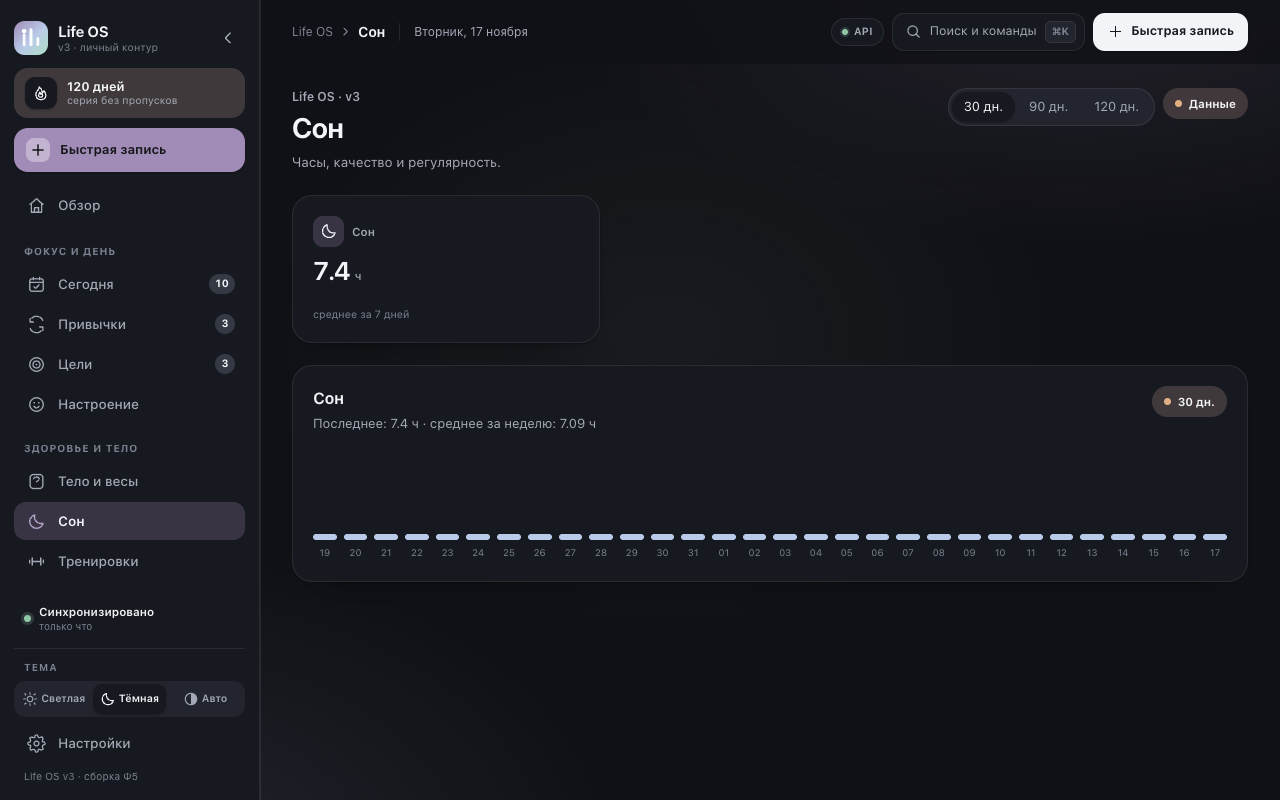 Life OS
v3 · личный контур
120 дней
серия без пропусков
Быстрая запись
Обзор
ФОКУС И ДЕНЬ
Сегодня 10
Привычки 3
Цели 3
Настроение
ЗДОРОВЬЕ И ТЕЛО
Тело и весы
Сон
Тренировки
Синхронизировано
только что
ТЕМА
Светлая Тёмная Авто
Настройки
Life OS v3 · сборка Ф5
Life OS Сон Вторник, 17 ноября
API Поиск и команды ⌘K Быстрая запись
Life OS · v3
Сон
Часы, качество и регулярность.
30 дн. 90 дн. 120 дн. Данные
Сон
7.4 ч
среднее за 7 дней
Сон
Последнее: 7.4 ч · среднее за неделю: 7.09 ч
30 дн.
19 20 21 22 23 24 25 26 27 28 29 30 31 01 02 03 04 05 06 07 08 09 10 11 12 13 14 15 16 17